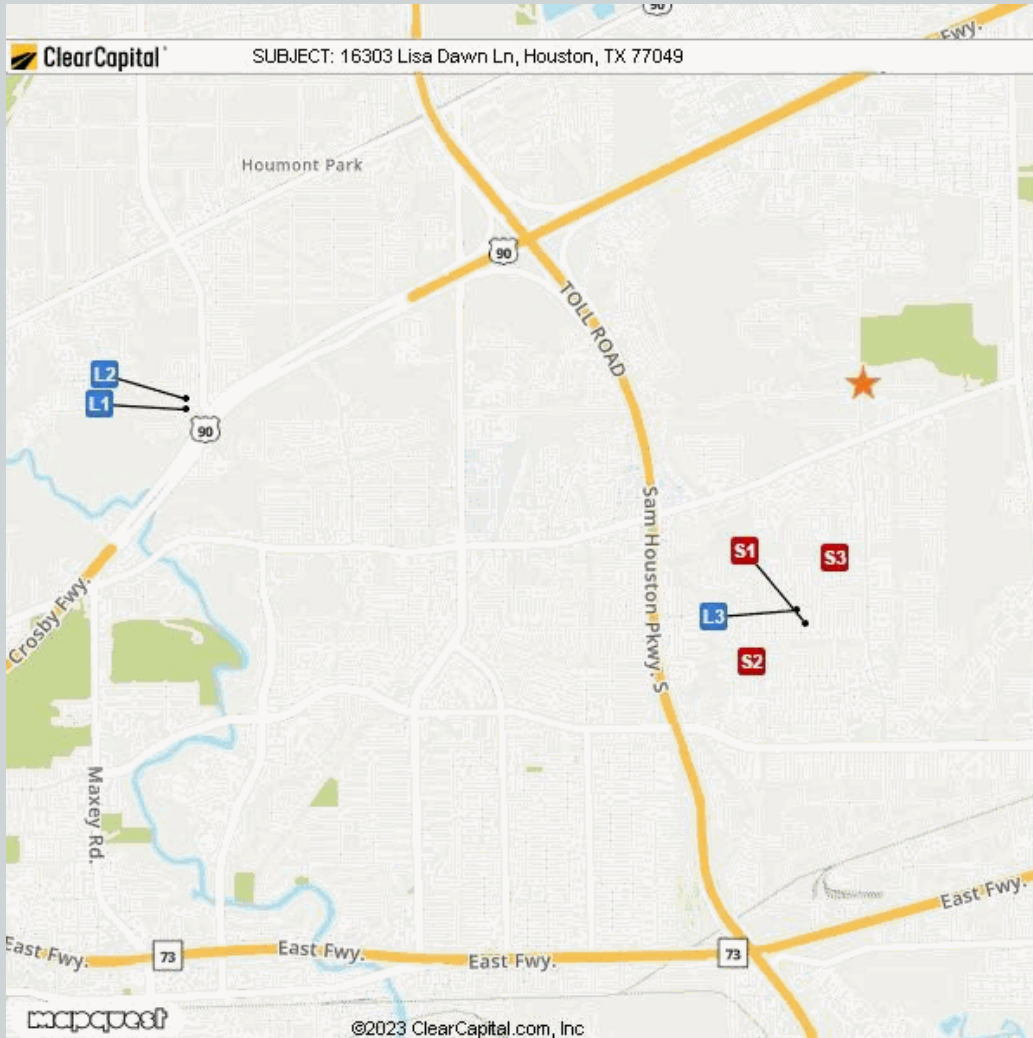 90
Fwy.
ClearCapital
SUBJECT: 16303 Lisa Dawn Ln, Houston, TX 77049
Houmont Park
90
TOLL ROAD
L2
L1
90
Sam Houston Pkwy. S
S1
S3
L3
S2
Crosby Fwy.
Maxey Rd.
East Fwy.
73
East Fwy.
East Fwy.
73
East Fwy.
mapquest
©2023 ClearCapital.com, Inc